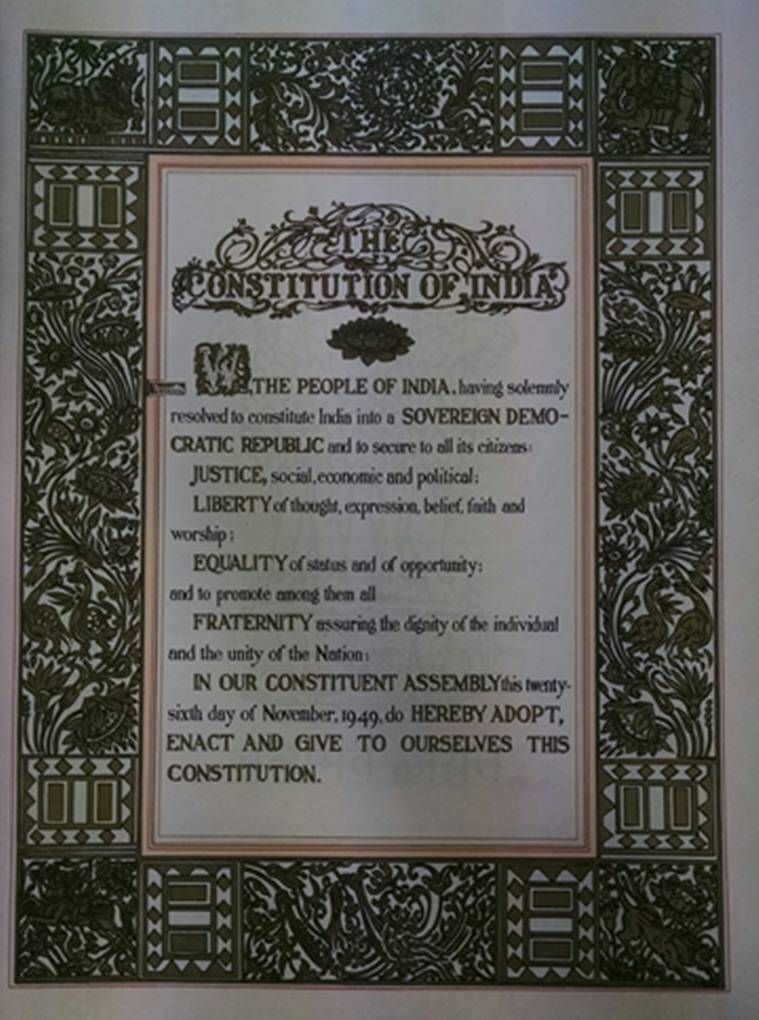 THE
CONSTITUTION OF INDIA
WE, THE PEOPLE OF INDIA, having solemnly
resolved to constitute India into a SOVEREIGN DEMO-
CRATIC REPUBLIC and to secure to all its citizens:
JUSTICE, social, economic and political;
LIBERTY of thought, expression, belief, faith and
worship;
EQUALITY of status and of opportunity;
and to promote among them all
FRATERNITY assuring the dignity of the individual
and the unity of the Nation;
IN OUR CONSTITUENT ASSEMBLY this twenty-
sixth day of November, 1949, do HEREBY ADOPT,
ENACT AND GIVE TO OURSELVES THIS
CONSTITUTION.